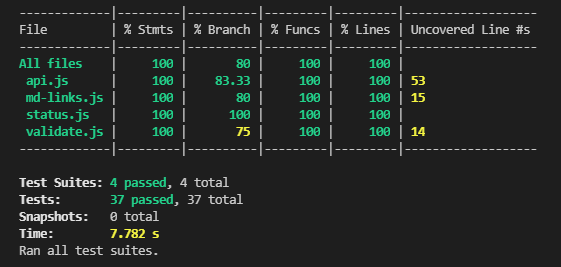 -------------|---------|----------|---------|---------|-------------------
File         | % Stmts | % Branch | % Funcs | % Lines | Uncovered Line #s
-------------|---------|----------|---------|---------|-------------------
All files    |     100 |       80 |     100 |     100 |
 api.js      |     100 |    83.33 |     100 |     100 | 53
 md-links.js |     100 |       80 |     100 |     100 | 15
 status.js   |     100 |      100 |     100 |     100 |
 validate.js |     100 |       75 |     100 |     100 | 14
-------------|---------|----------|---------|---------|-------------------
Test Suites: 4 passed, 4 total
Tests:       37 passed, 37 total
Snapshots:   0 total
Time:        7.782 s
Ran all test suites.